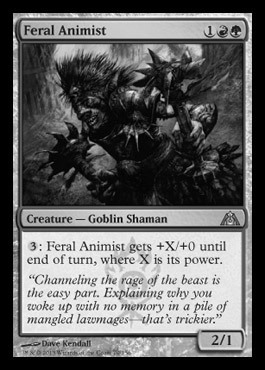 Feral Animist 1
Creature — Goblin Shaman
3: Feral Animist gets +X/+0 until
end of turn, where X is its power.
“Channeling the rage of the beast is
the easy part. Explaining why you
woke up with no memory in a pile of
mangled lawmages—that’s trickier.”
Dave Kendall
2/1